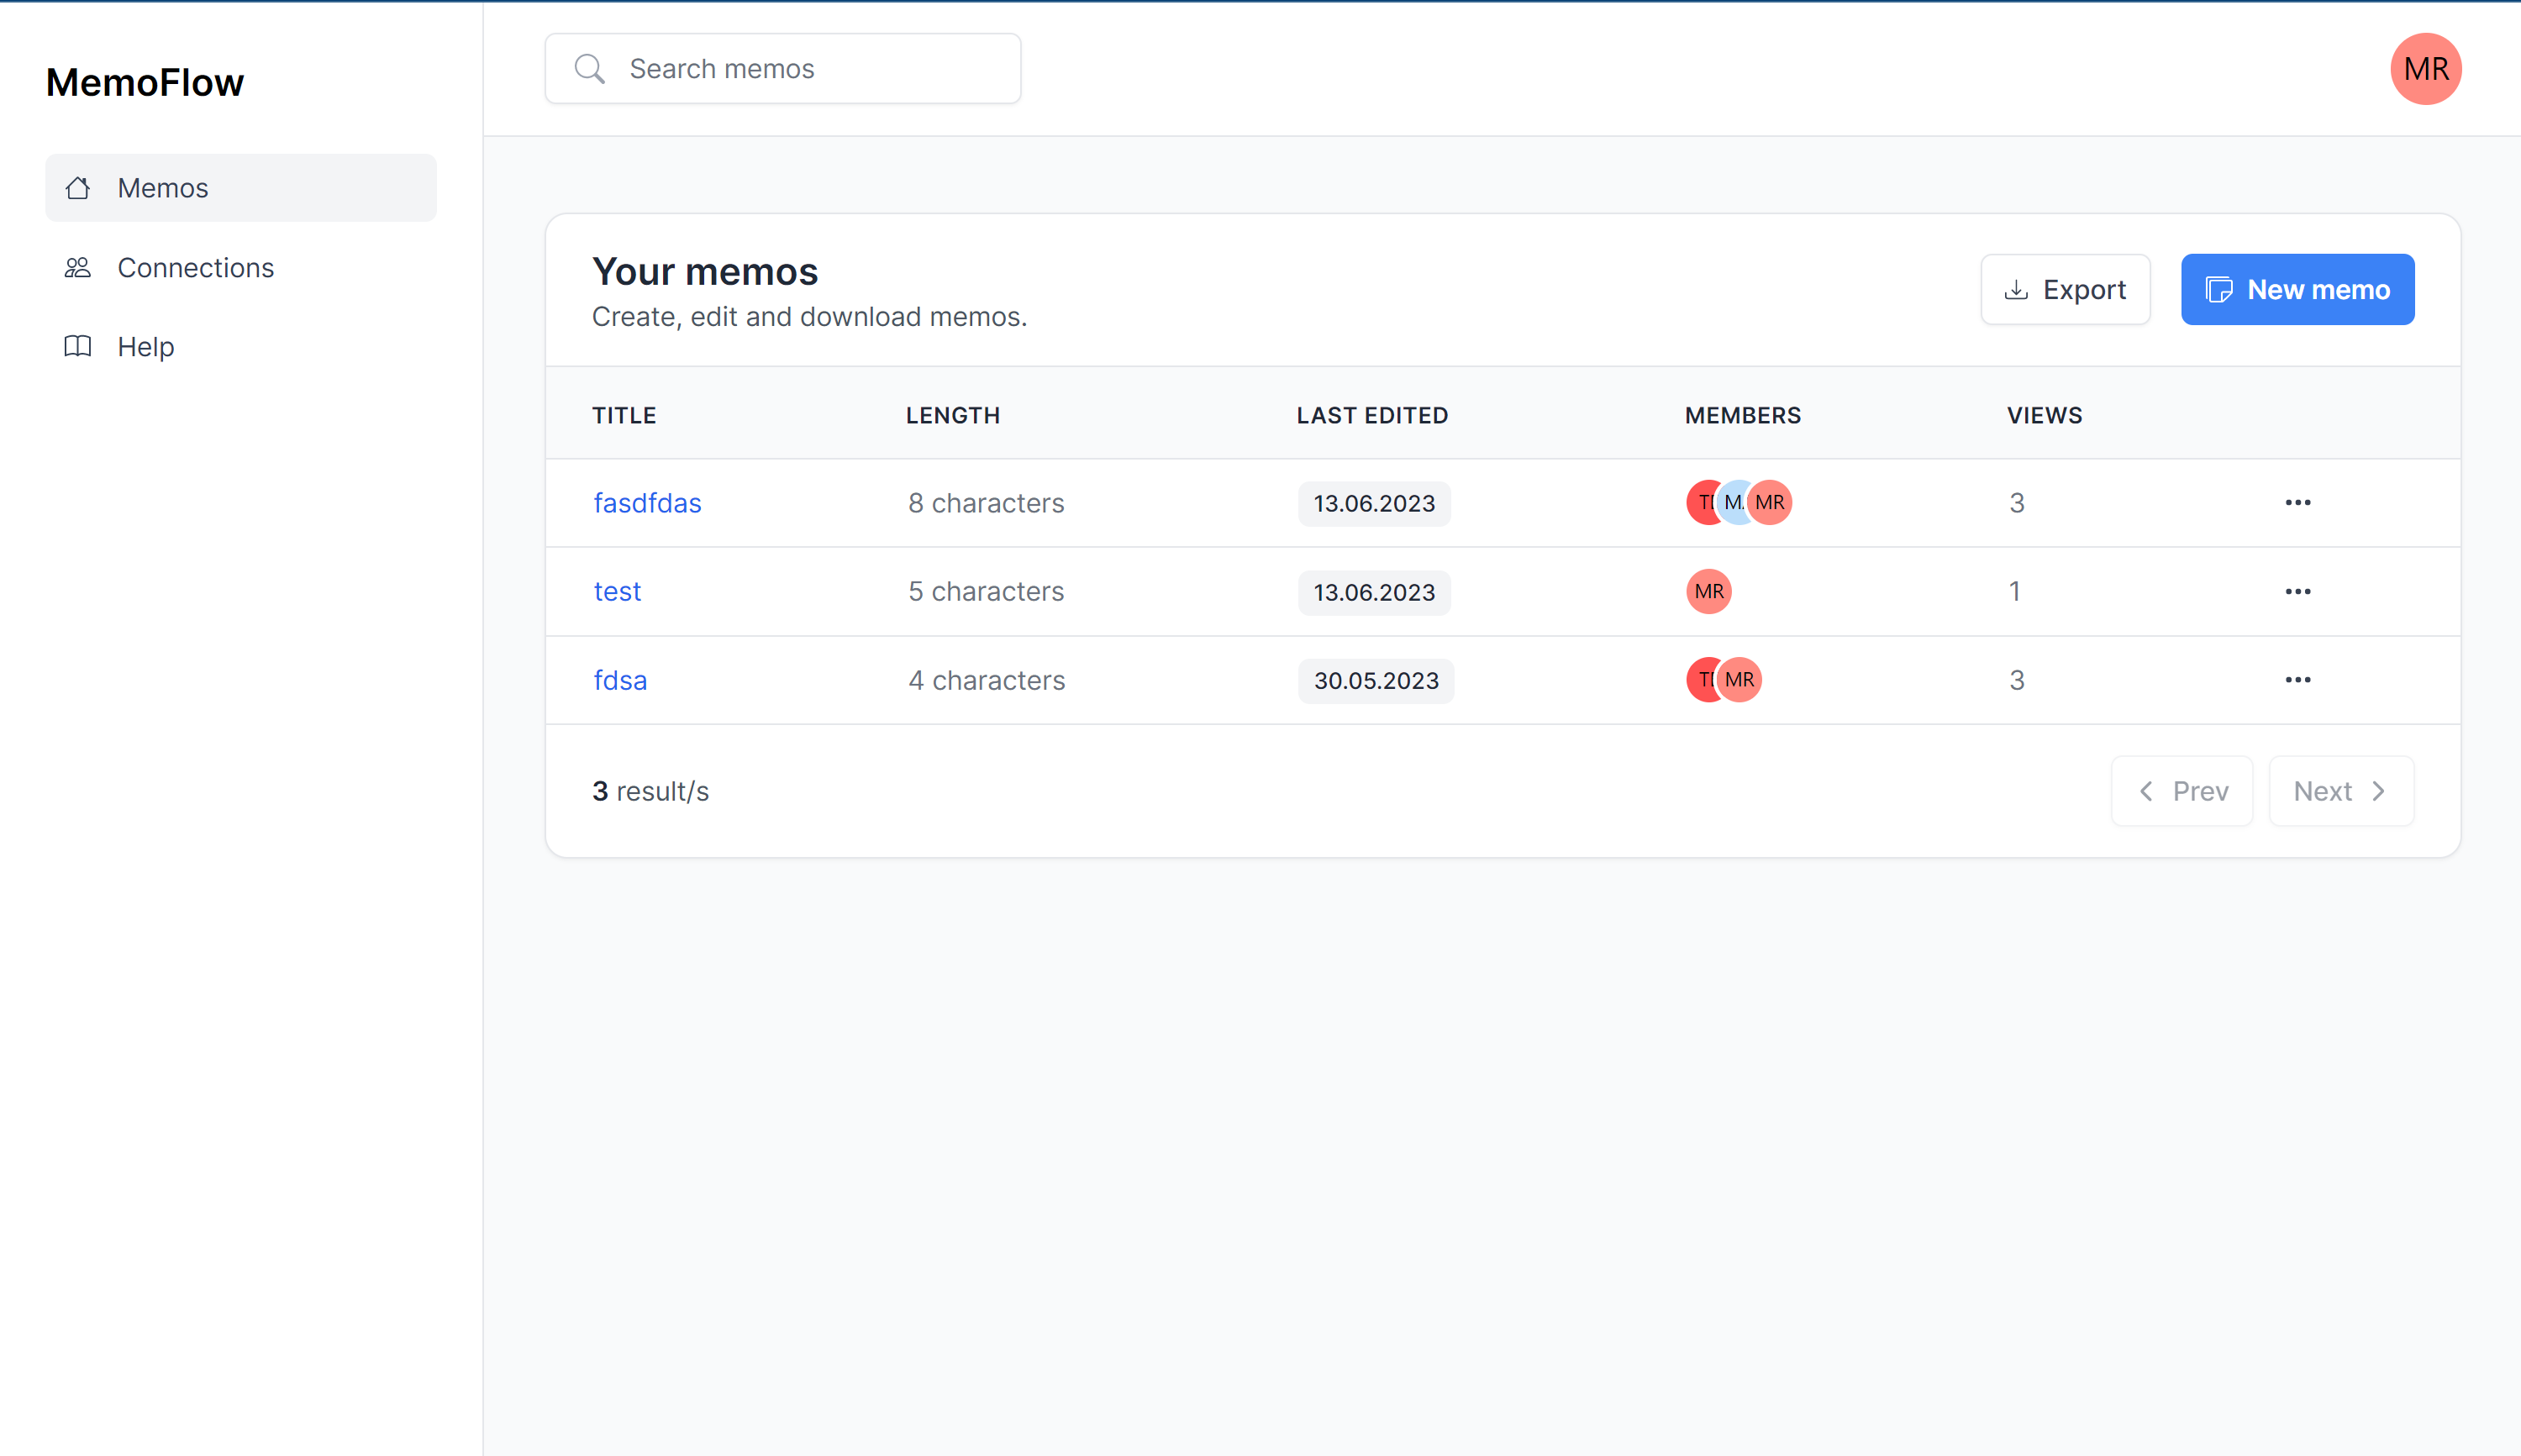 MemoFlow
Search memos
MR
Memos
Connections
Help
Your memos
Create, edit and download memos.
Export
New memo
TITLE LENGTH LAST EDITED MEMBERS VIEWS
fasdfdas 8 characters 13.06.2023 MR 3
test 5 characters 13.06.2023 MR 1
fdsa 4 characters 30.05.2023 MR 3
3 result/s
Prev Next